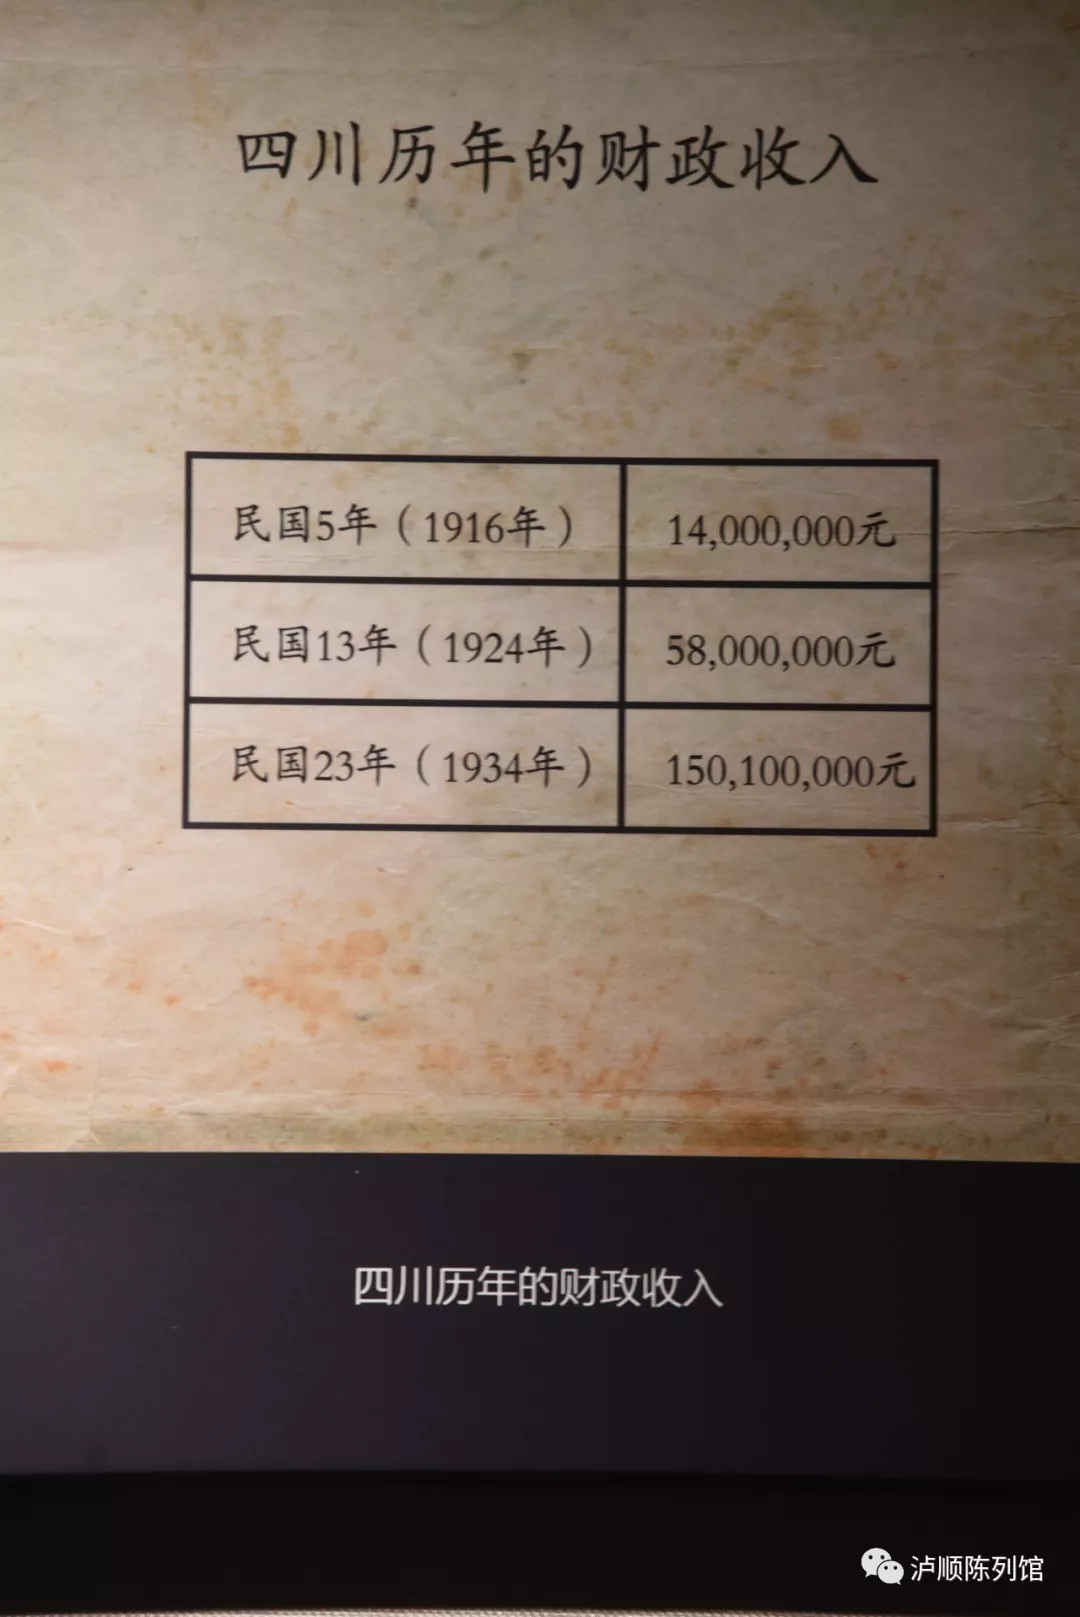 四川历年的财政收入
民国5年（1916年） 14,000,000元
民国13年（1924年） 58,000,000元
民国23年（1934年） 150,100,000元
四川历年的财政收入
泸顺陈列馆